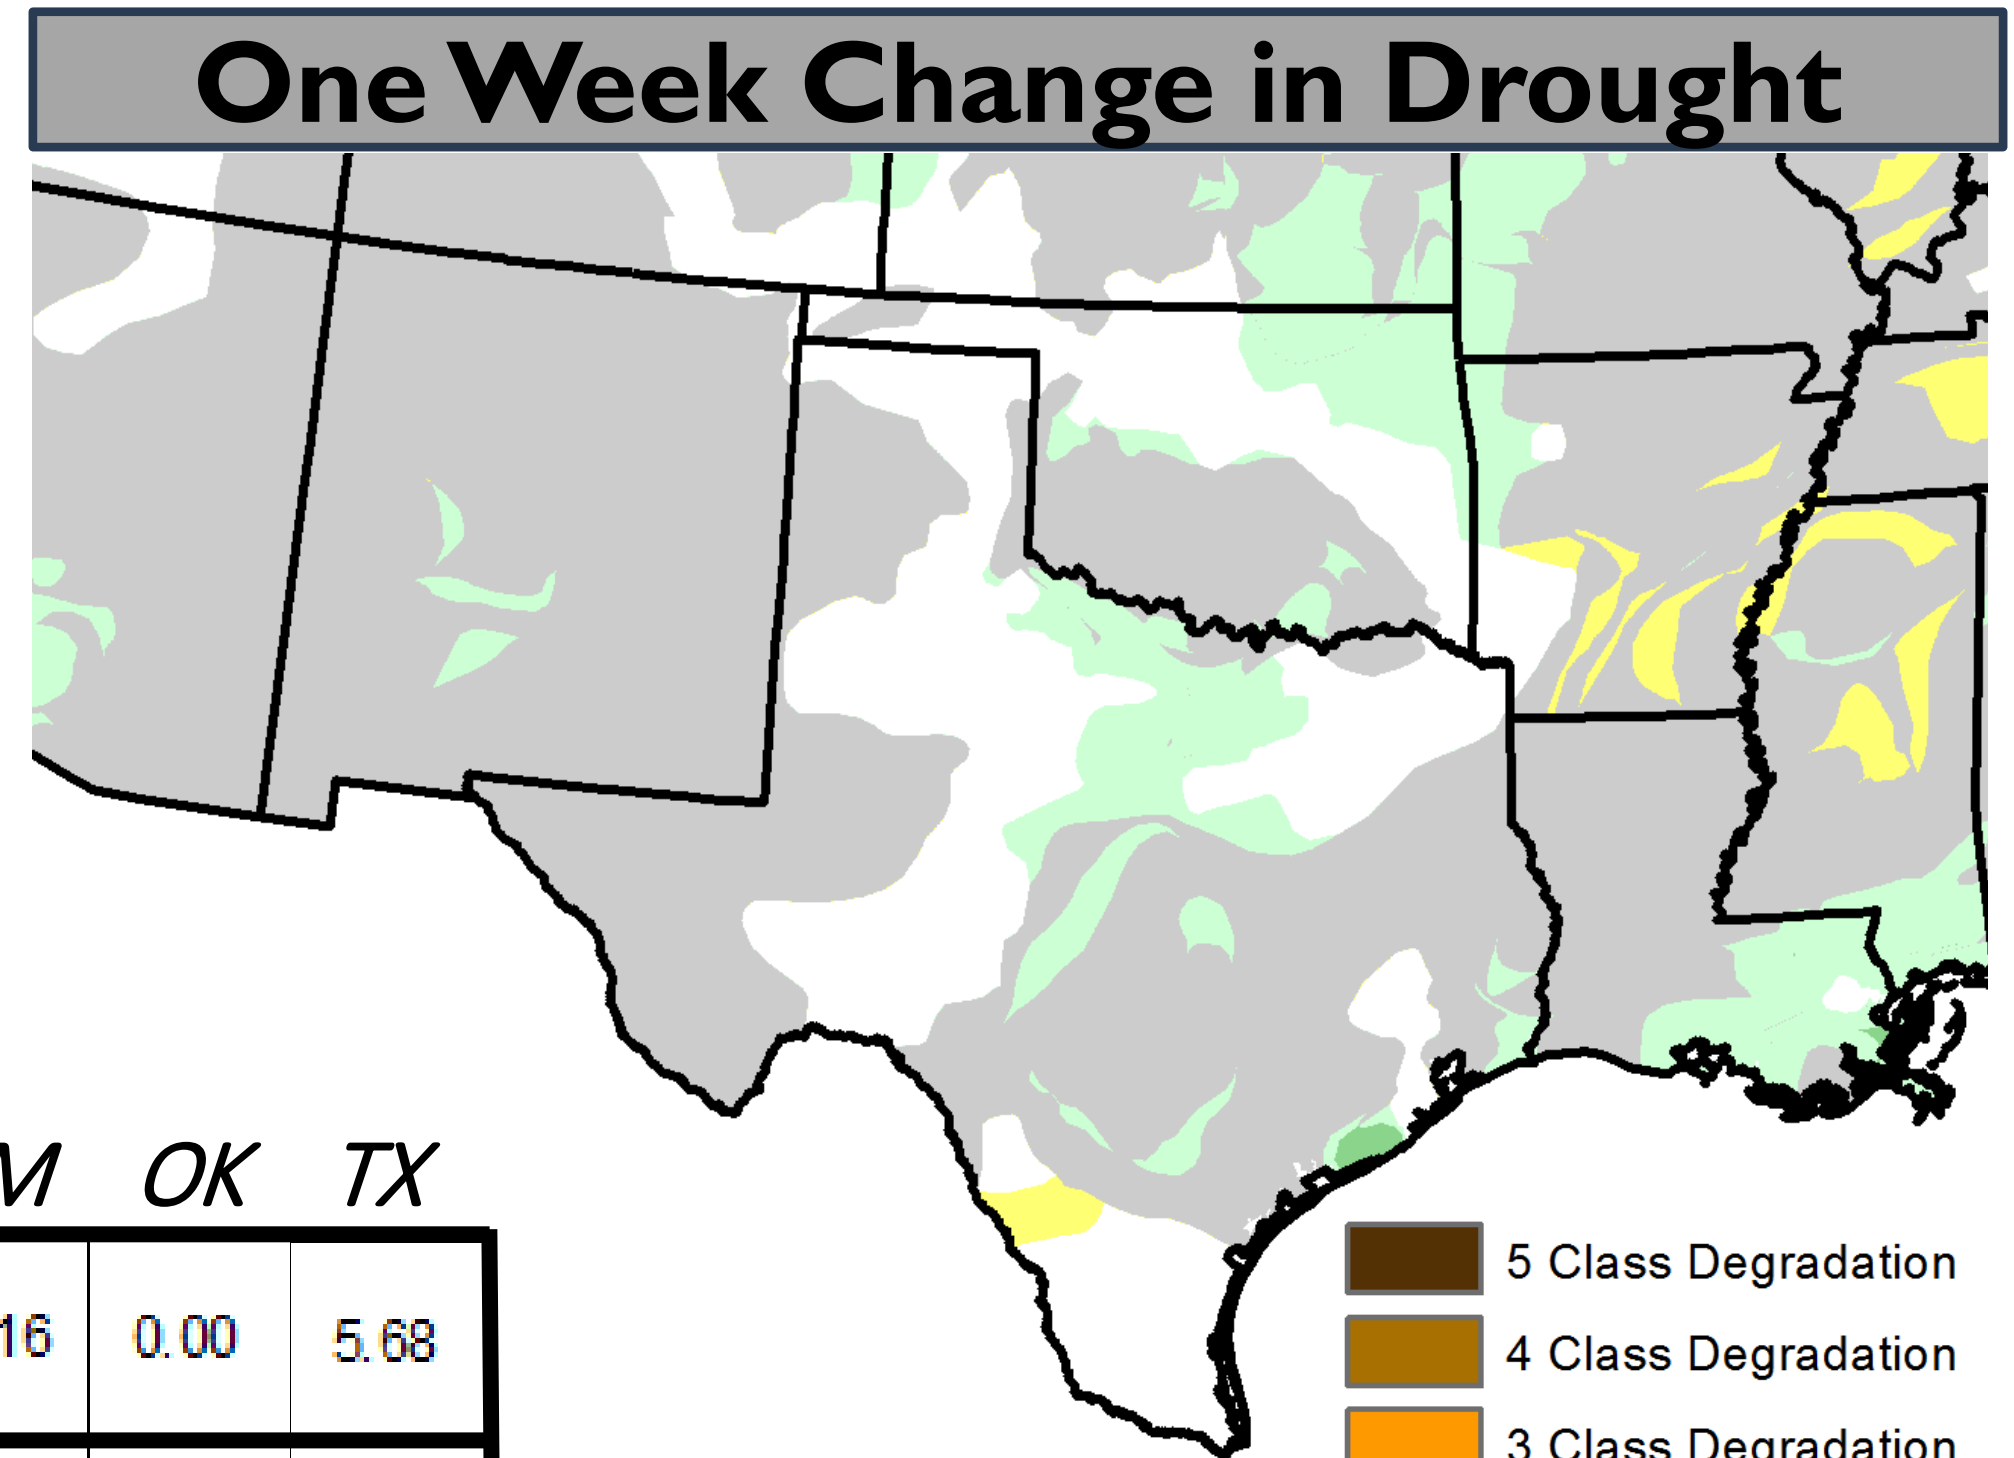 One Week Change in Drought
M OK TX
16 0.00 5.68
5 Class Degradation
4 Class Degradation
3 Class Degradation